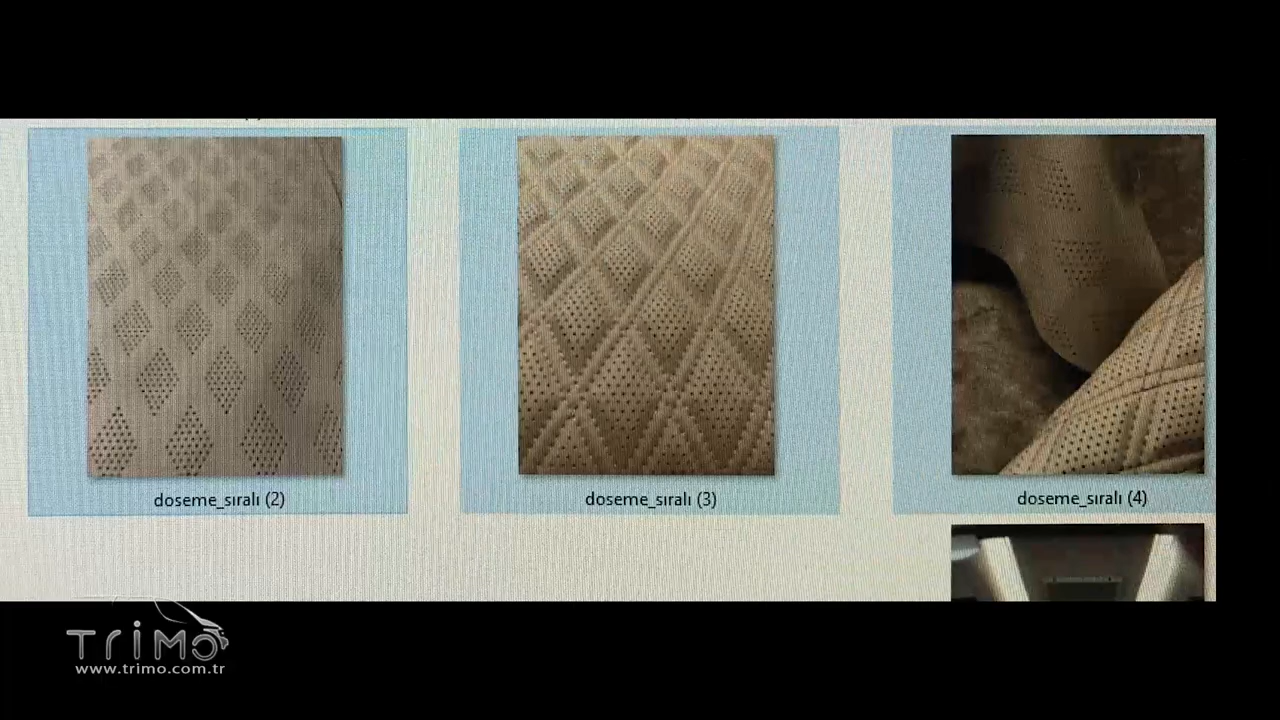 doseme_sıralı (2)
doseme_sıralı (3)
doseme_sıralı (4)
TRiMO
www.trimo.com.tr